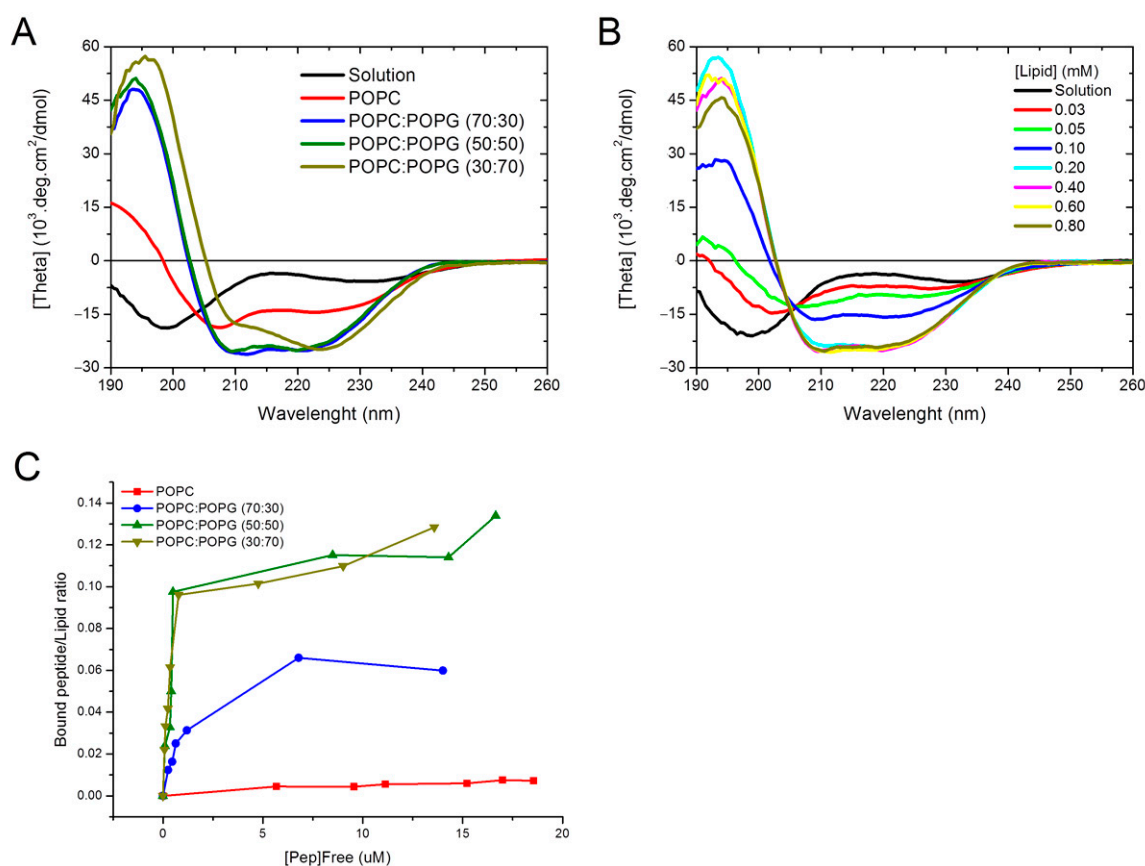 A
[Theta] (10³.deg.cm²/dmol)
60
45
30
15
0
−15
−30
Solution
POPC
POPC:POPG (70:30)
POPC:POPG (50:50)
POPC:POPG (30:70)
190 200 210 220 230 240 250 260
Wavelenght (nm)
B
[Theta] (10³.deg.cm²/dmol)
60
45
30
15
0
−15
−30
[Lipid] (mM)
Solution
0.03
0.05
0.10
0.20
0.40
0.60
0.80
190 200 210 220 230 240 250 260
Wavelenght (nm)
C
Bound peptide/Lipid ratio
0.14
0.12
0.10
0.08
0.06
0.04
0.02
0.00
POPC
POPC:POPG (70:30)
POPC:POPG (50:50)
POPC:POPG (30:70)
0 5 10 15 20
[Pep]Free (uM)